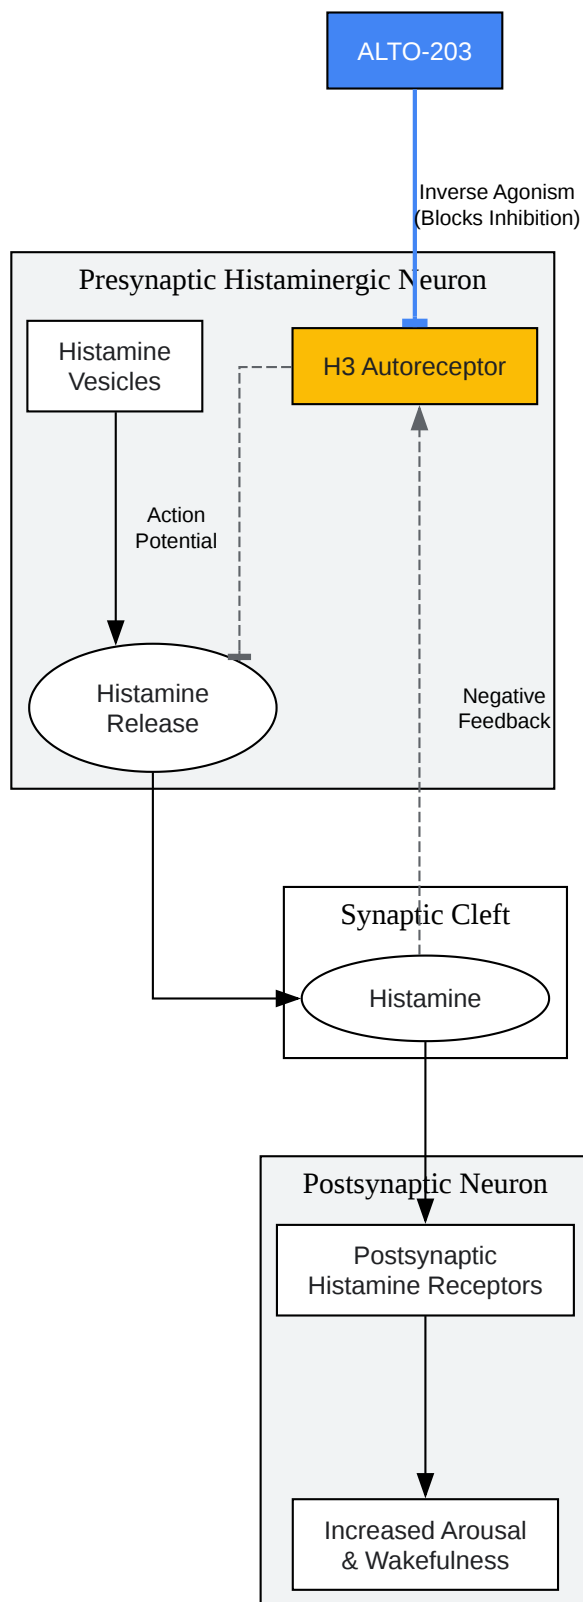 ALTO-203
Inverse Agonism
(Blocks Inhibition)
Presynaptic Histaminergic Neuron
Histamine
Vesicles
H3 Autoreceptor
Action
Potential
Histamine
Release
Negative
Feedback
Synaptic Cleft
Histamine
Postsynaptic Neuron
Postsynaptic
Histamine Receptors
Increased Arousal
& Wakefulness